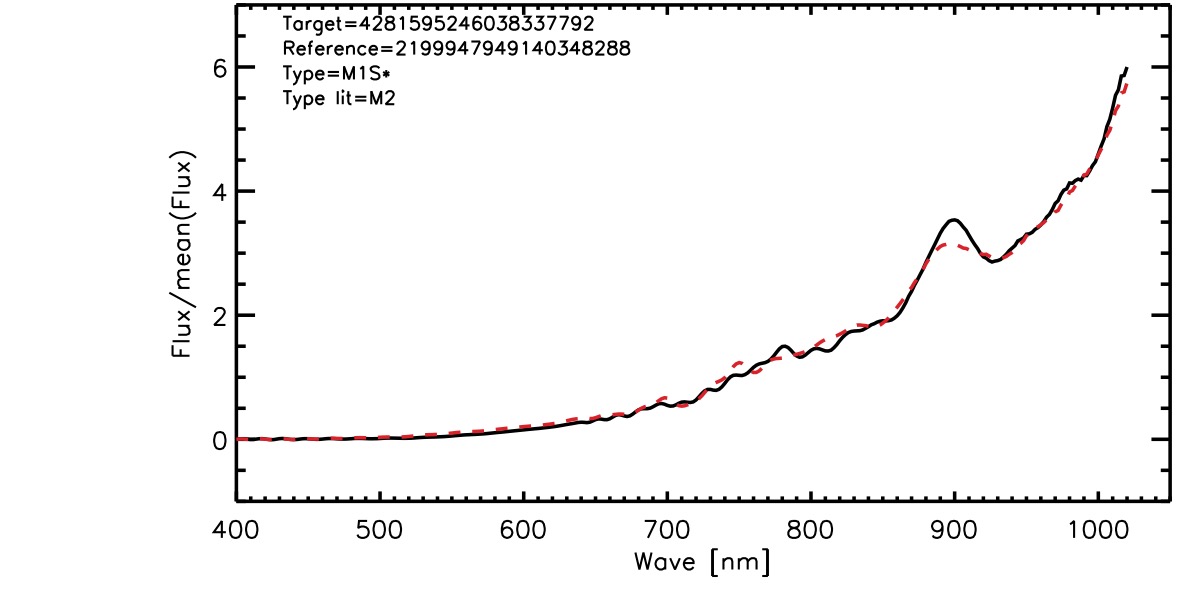 Target=4281595246038337792
Reference=2199947949140348288
Type=M1S*
Type lit=M2
6
4
2
0
Flux/mean(Flux)
400 500 600 700 800 900 1000
Wave [nm]